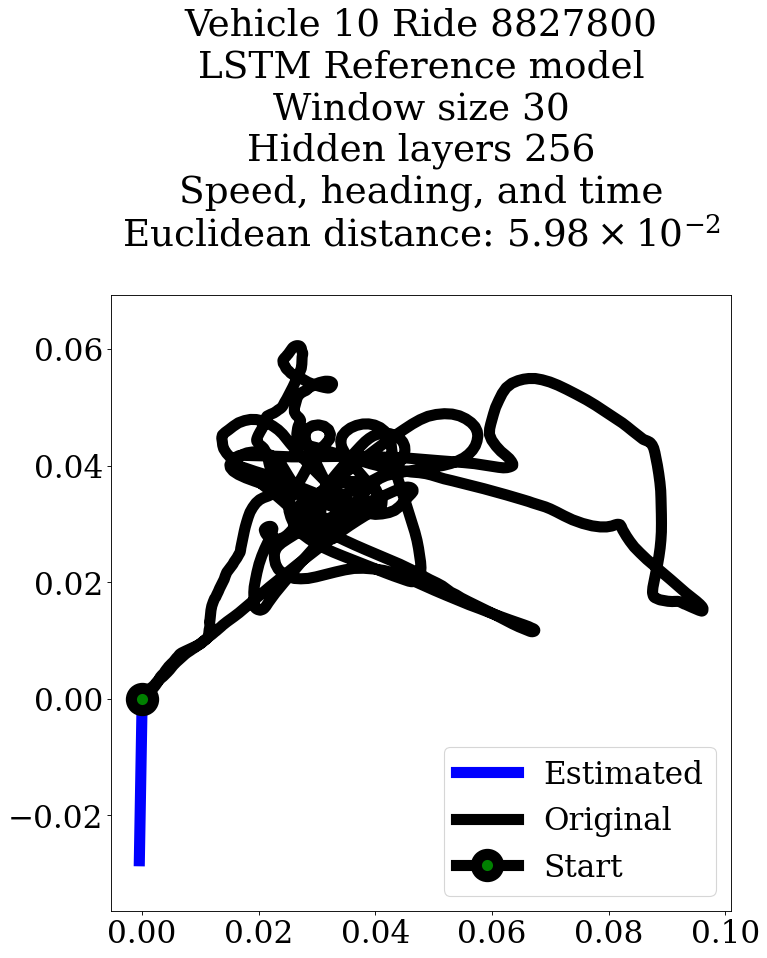 Vehicle 10 Ride 8827800
LSTM Reference model
Window size 30
Hidden layers 256
Speed, heading, and time
Euclidean distance: 5.98 × 10⁻²
0.06
0.04
0.02
0.00
−0.02
Estimated
Original
Start
0.00 0.02 0.04 0.06 0.08 0.10